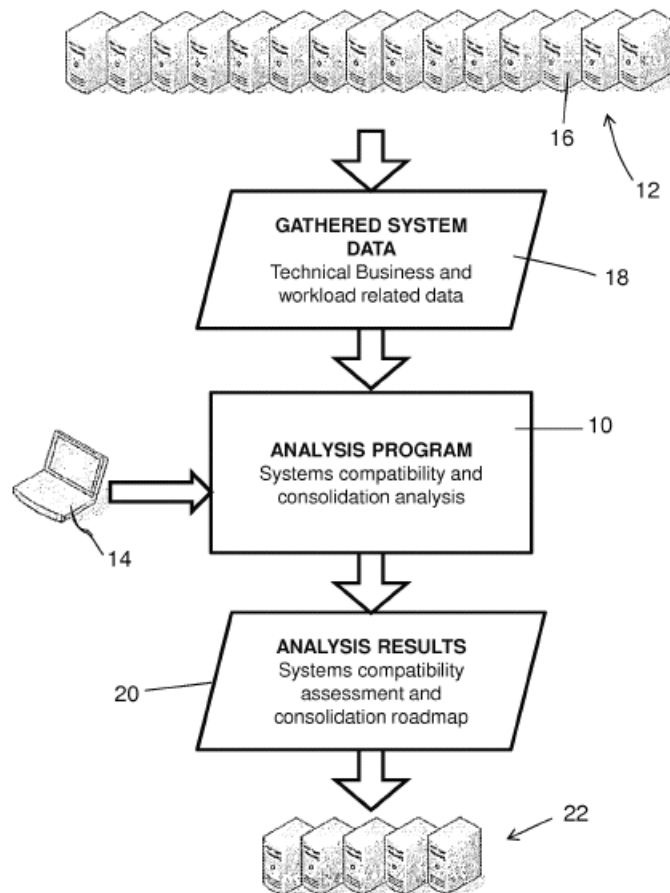 16
12
GATHERED SYSTEM
DATA
Technical Business and
workload related data
18
10
ANALYSIS PROGRAM
Systems compatibility and
consolidation analysis
14
ANALYSIS RESULTS
Systems compatibility
assessment and
consolidation roadmap
20
22